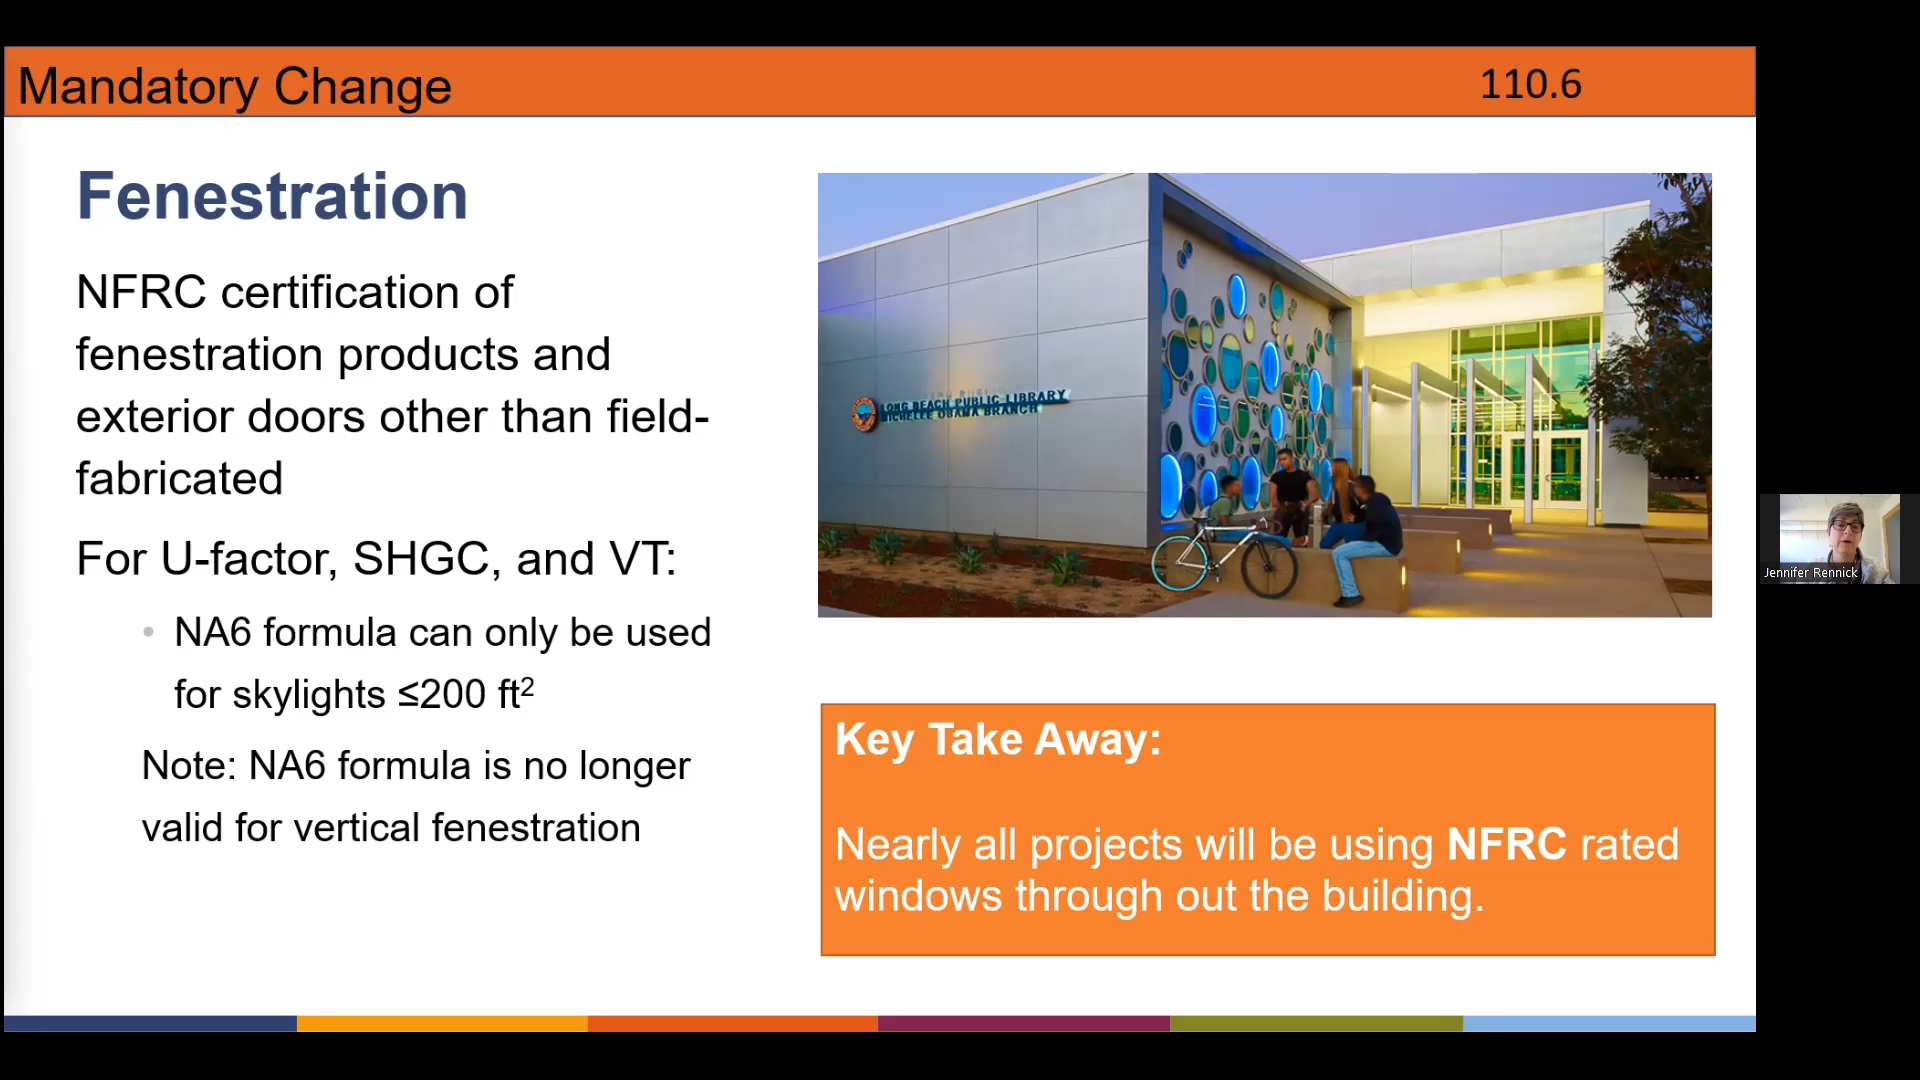 Mandatory Change
110.6
Fenestration
NFRC certification of
fenestration products and
exterior doors other than field-
fabricated
For U-factor, SHGC, and VT:
• NA6 formula can only be used
for skylights ≤200 ft²
Note: NA6 formula is no longer
valid for vertical fenestration
LONG BEACH PUBLIC LIBRARY
MICHELLE OBAMA BRANCH
Key Take Away:
Nearly all projects will be using NFRC rated
windows through out the building.
Jennifer Rennick